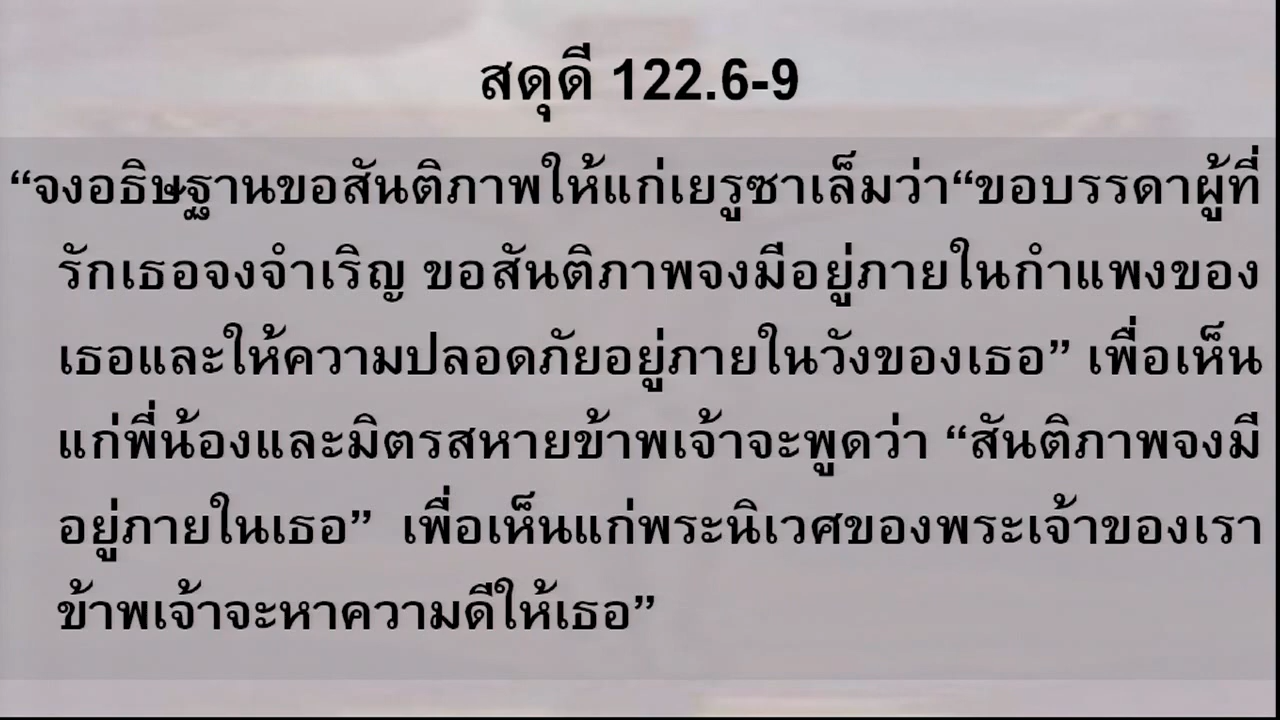 สดุดี 122.6-9
“จงอธิษฐานขอสันติภาพให้แก่เยรูซาเล็มว่า“ขอบรรดาผู้ที่
รักเธอจงจำเริญ ขอสันติภาพจงมีอยู่ภายในกำแพงของ
เธอและให้ความปลอดภัยอยู่ภายในวังของเธอ” เพื่อเห็น
แก่พี่น้องและมิตรสหายข้าพเจ้าจะพูดว่า “สันติภาพจงมี
อยู่ภายในเธอ” เพื่อเห็นแก่พระนิเวศของพระเจ้าของเรา
ข้าพเจ้าจะหาความดีให้เธอ”